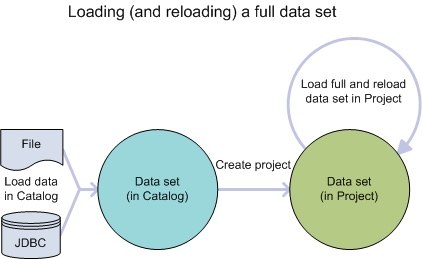 Loading (and reloading) a full data set
Load full and reload
data set in Project
File
Load data
in Catalog
JDBC
Data set
(in Catalog)
Create project
Data set
(in Project)